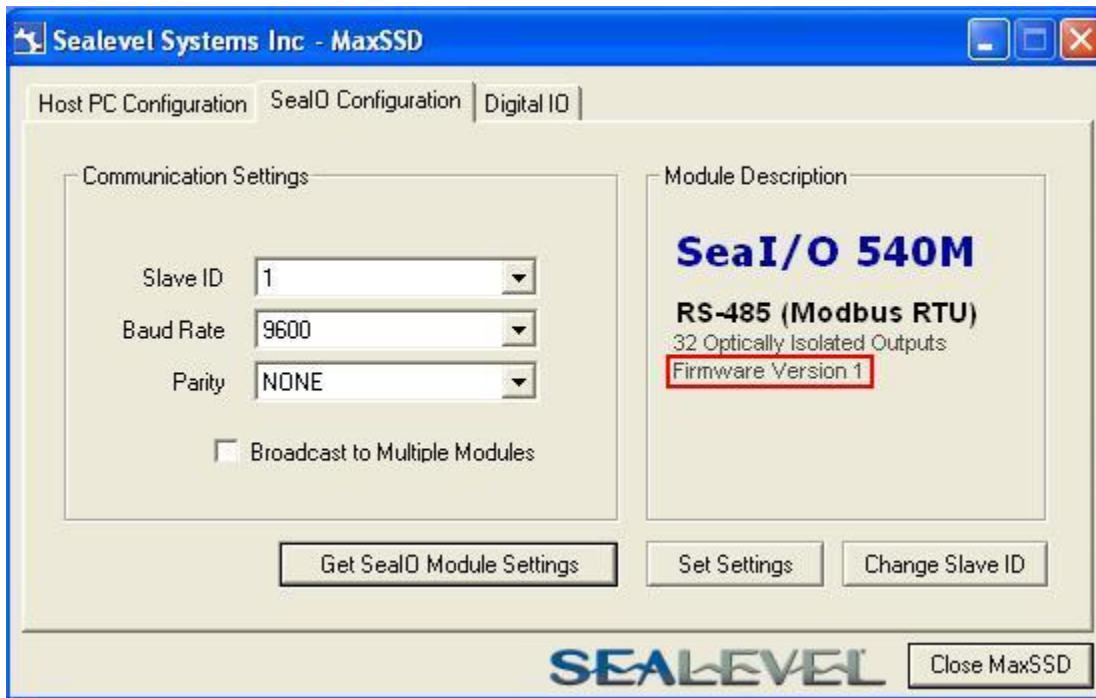 Sealevel Systems Inc - MaxSSD
Host PC Configuration
SeaIO Configuration
Digital IO
Communication Settings
Slave ID 1
Baud Rate 9600
Parity NONE
Broadcast to Multiple Modules
Module Description
SeaI/O 540M
RS-485 (Modbus RTU)
32 Optically Isolated Outputs
Firmware Version 1
Get SeaIO Module Settings
Set Settings
Change Slave ID
SEALEVEL
Close MaxSSD